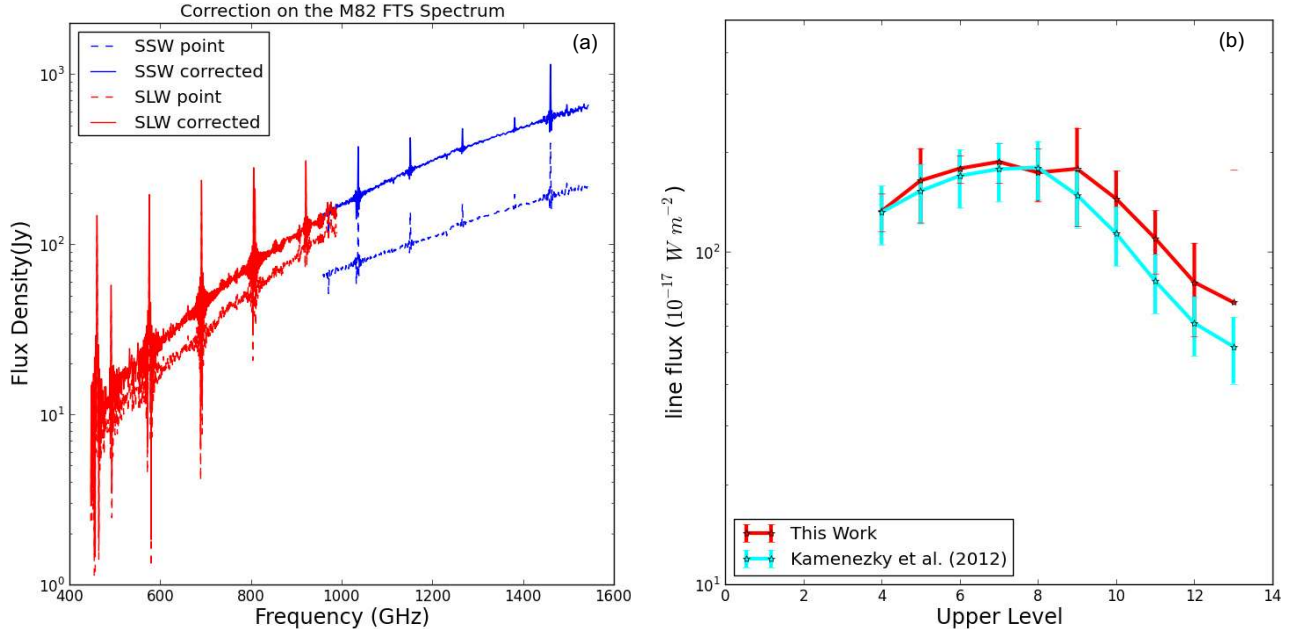 Correction on the M82 FTS Spectrum
(a)
SSW point
SSW corrected
SLW point
SLW corrected
Flux Density(Jy)
10³
10²
10¹
10⁰
400 600 800 1000 1200 1400 1600
Frequency (GHz)
(b)
line flux (10⁻¹⁷ W m⁻²)
10²
10¹
This Work
Kamenezky et al. (2012)
0 2 4 6 8 10 12 14
Upper Level